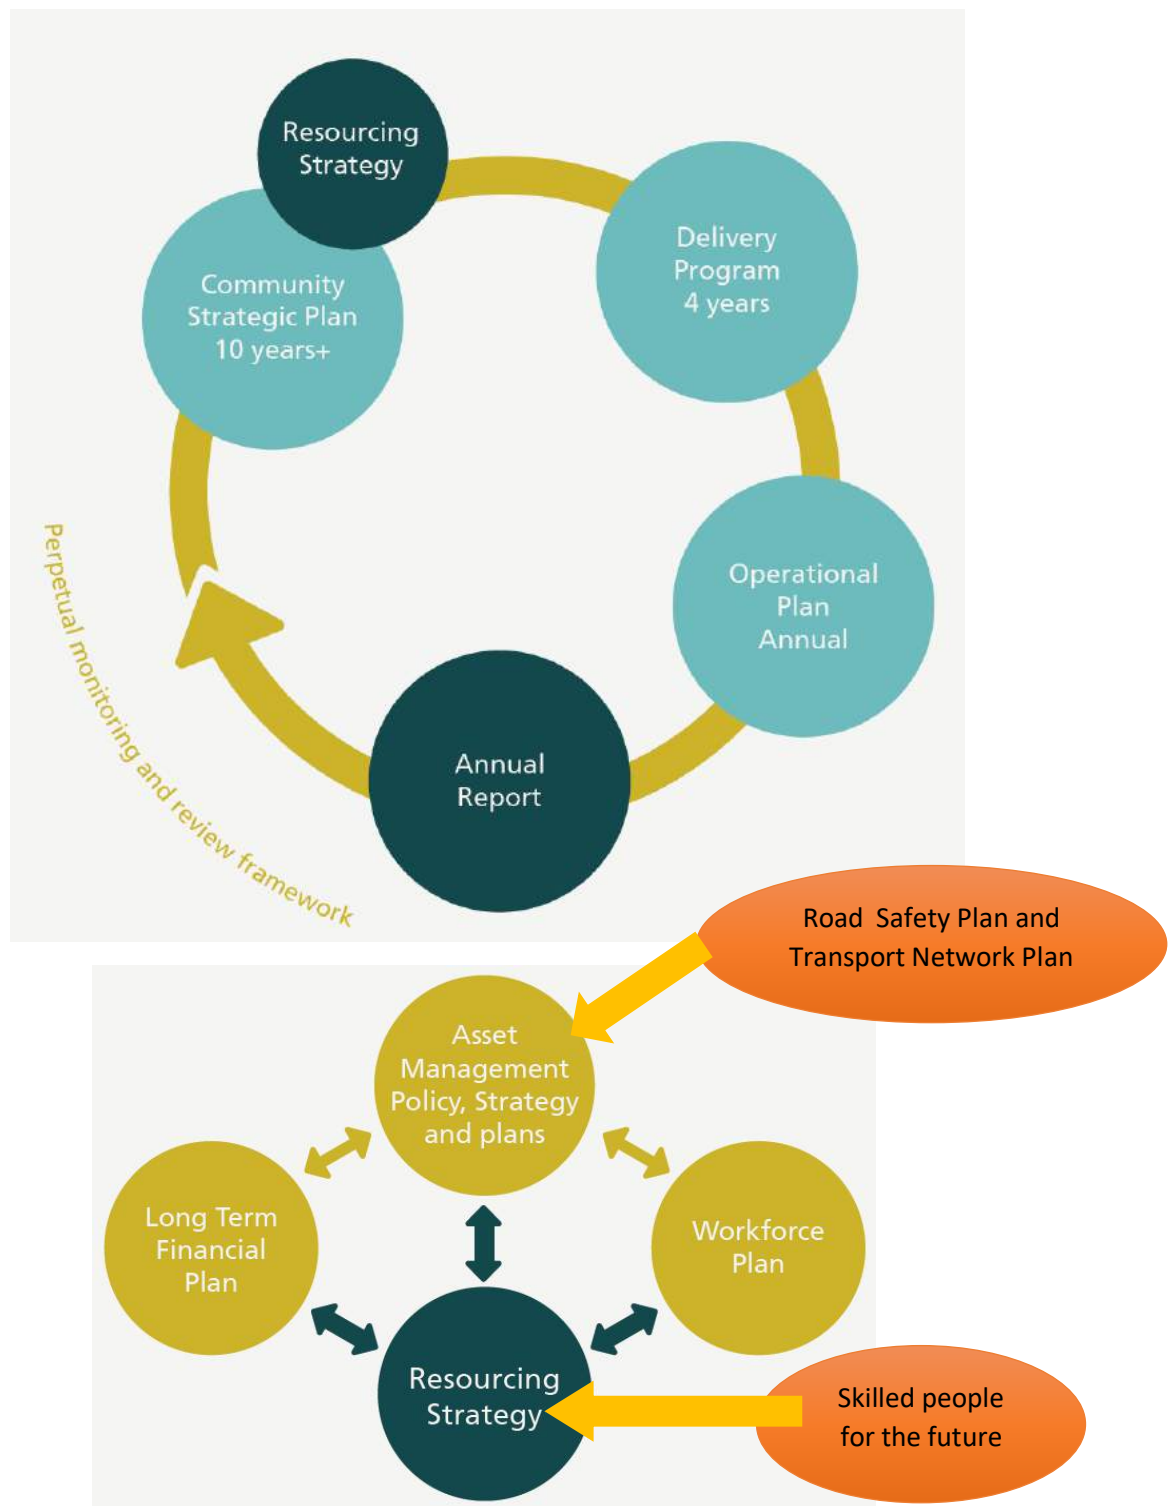 Resourcing
Strategy
Community
Strategic Plan
10 years+
Delivery
Program
4 years
Operational
Plan
Annual
Annual
Report
Perpetual monitoring and review framework
Road Safety Plan and
Transport Network Plan
Asset
Management
Policy, Strategy
and plans
Long Term
Financial
Plan
Workforce
Plan
Resourcing
Strategy
Skilled people
for the future